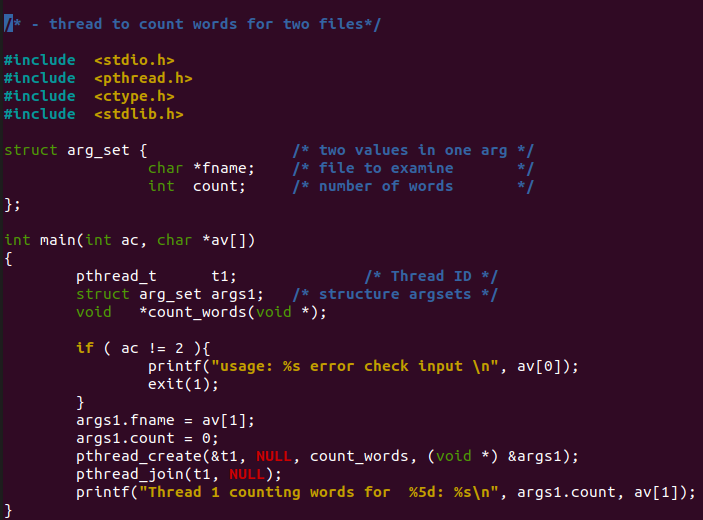 /* - thread to count words for two files*/
#include  <stdio.h>
#include  <pthread.h>
#include  <ctype.h>
#include  <stdlib.h>
struct arg_set {                /* two values in one arg */
                char *fname;    /* file to examine       */
                int  count;     /* number of words       */
};
int main(int ac, char *av[])
{
        pthread_t      t1;              /* Thread ID */
        struct arg_set args1;   /* structure argsets */
        void   *count_words(void *);
        if ( ac != 2 ){
                printf("usage: %s error check input \n", av[0]);
                exit(1);
        }
        args1.fname = av[1];
        args1.count = 0;
        pthread_create(&t1, NULL, count_words, (void *) &args1);
        pthread_join(t1, NULL);
        printf("Thread 1 counting words for  %5d: %s\n", args1.count, av[1]);
}